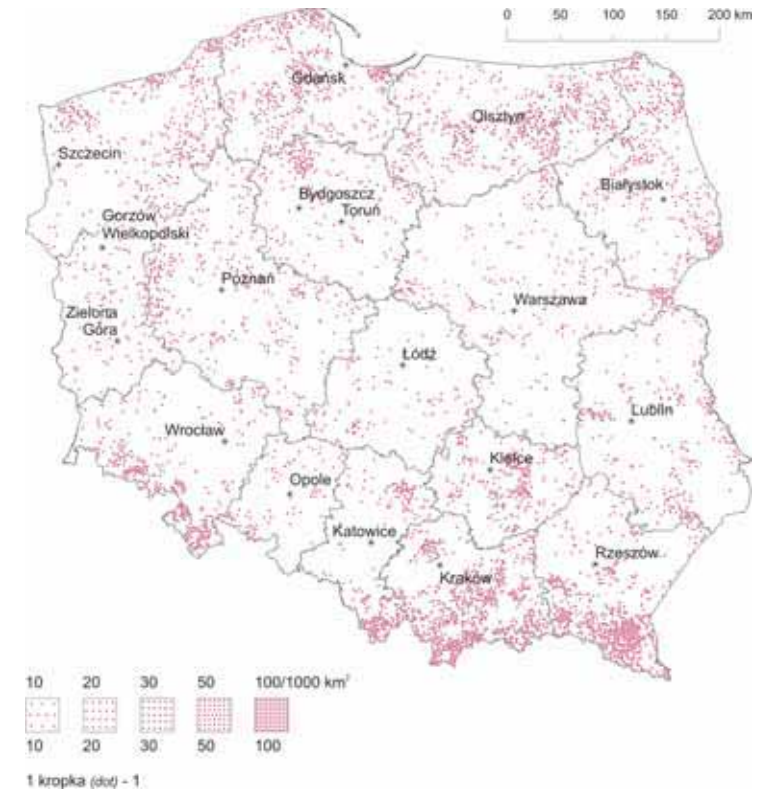 0 50 100 150 200 km
Gdańsk
Olsztyn
Szczecin
Białystok
Bydgoszcz
Toruń
Gorzów
Wielkopolski
Poznań
Warszawa
Zielona
Góra
Łódź
Lublin
Wrocław
Kielce
Opole
Katowice
Rzeszów
Kraków
10 20 30 50 100/1000 km²
10 20 30 50 100
1 kropka (dot) - 1